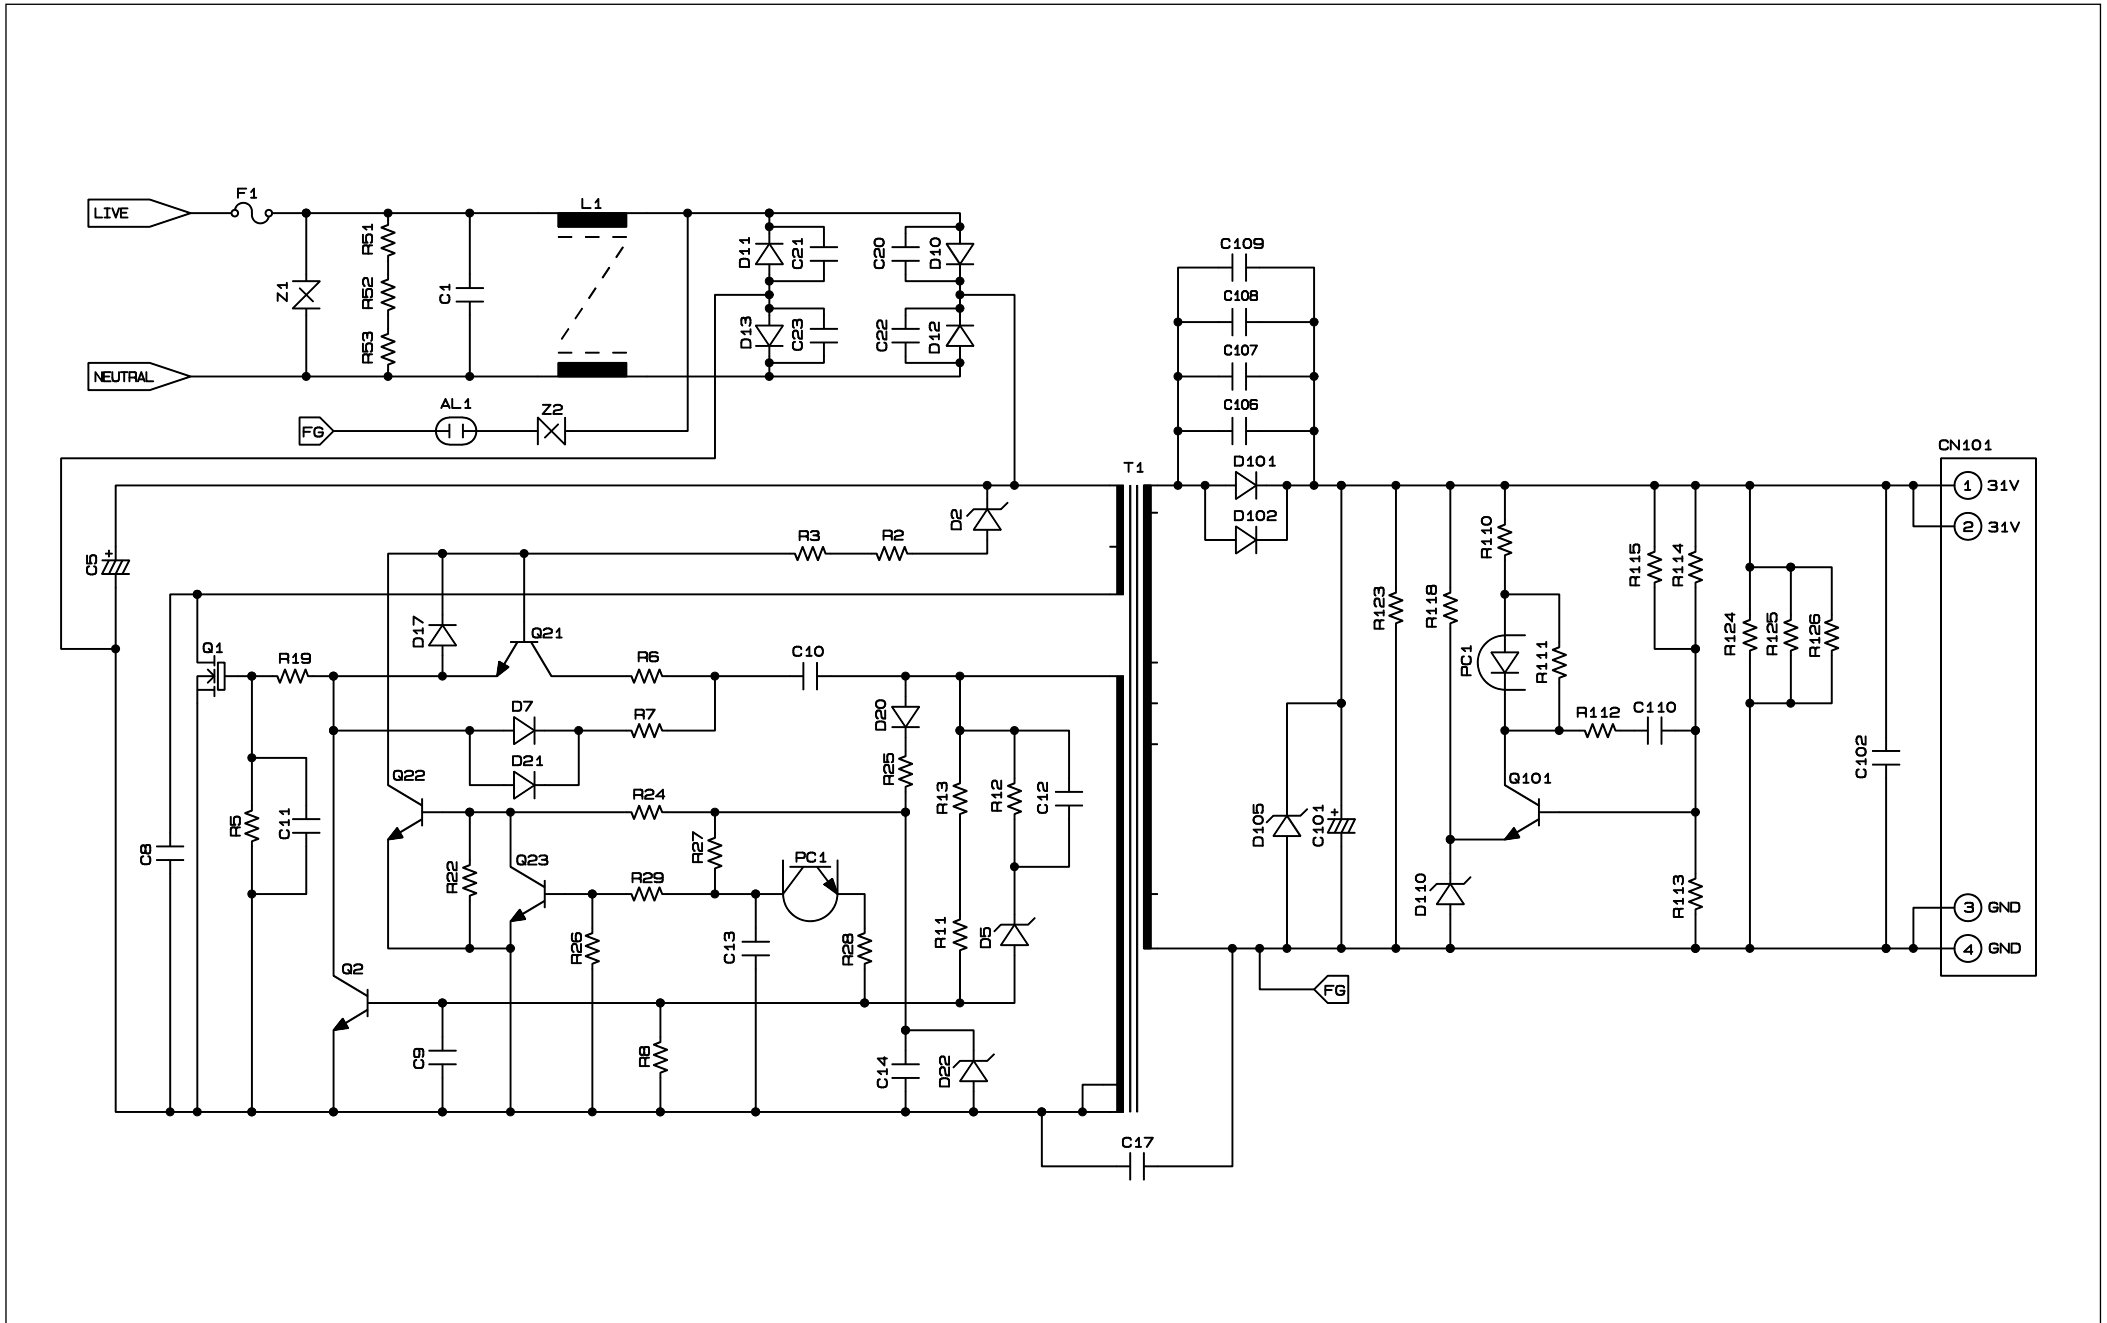 F1
L1
LIVE
Z1
R51
R52
R53
C1
NEUTRAL
D11
C21
C20
D10
D13
C23
C22
D12
FG
AL1
Z2
C109
C108
C107
C106
T1
D101
D102
CN101
1 31V
2 31V
C5
+
R3
R2
D2
R110
R115
R114
R123
R118
R124
R125
R126
Q1
R19
D17
Q21
R6
C10
PC1
R111
D7
R7
D20
R112
C110
D21
Q22
R24
R25
R13
R12
C12
Q101
C102
R5
C11
C8
R22
Q23
R27
PC1
R29
D105
C101
+
D110
R113
3 GND
R26
C13
R28
R11
D5
4 GND
Q2
FG
C9
R8
C14
D22
C17